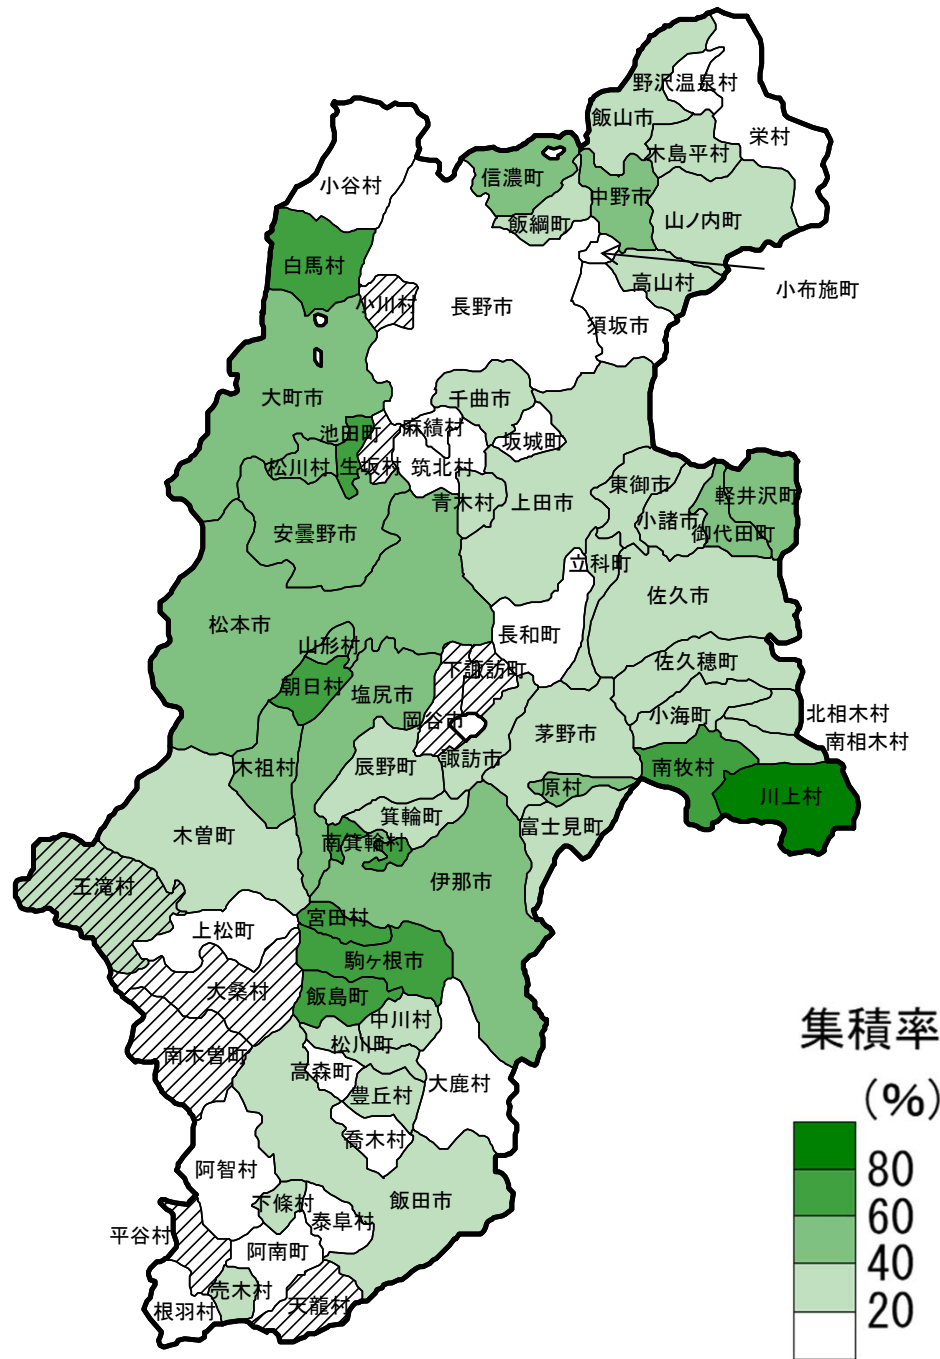 野沢温泉村
飯山市
栄村
木島平村
小谷村
信濃町
中野市
飯綱町
山ノ内町
白馬村
高山村
小布施町
小川村
長野市
須坂市
大町市
千曲市
池田町
麻績村
坂城町
松川村
生坂村
筑北村
青木村
上田市
東御市
軽井沢町
小諸市
御代田町
安曇野市
立科町
佐久市
松本市
長和町
山形村
佐久穂町
下諏訪町
朝日村
塩尻市
岡谷市
小海町
北相木村
茅野市
南相木村
木祖村
辰野町
諏訪市
南牧村
原村
川上村
箕輪町
富士見町
木曽町
南箕輪村
王滝村
伊那市
宮田村
上松町
駒ヶ根市
大桑村
飯島町
中川村
松川町
南木曽町
高森町
大鹿村
豊丘村
喬木村
阿智村
下條村
飯田市
泰阜村
平谷村
阿南町
売木村
天龍村
根羽村
集積率
(%)
80
60
40
20